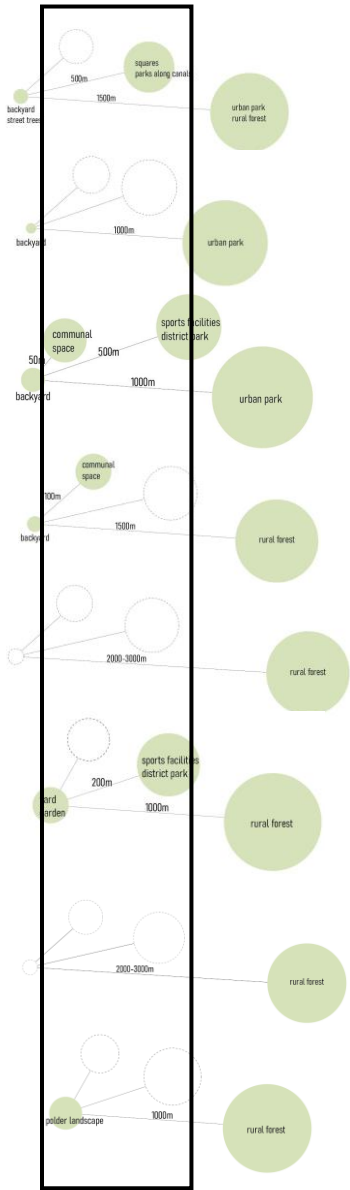 squares
parks along canals
500m
1500m
backyard
street trees
urban park
rural forest
1000m
backyard
urban park
communal
space
sports facilities
district park
50m
500m
1000m
backyard
urban park
communal
space
100m
backyard
1500m
rural forest
2000-3000m
rural forest
sports facilities
district park
200m
ard
arden
1000m
rural forest
2000-3000m
rural forest
1000m
polder landscape
rural forest